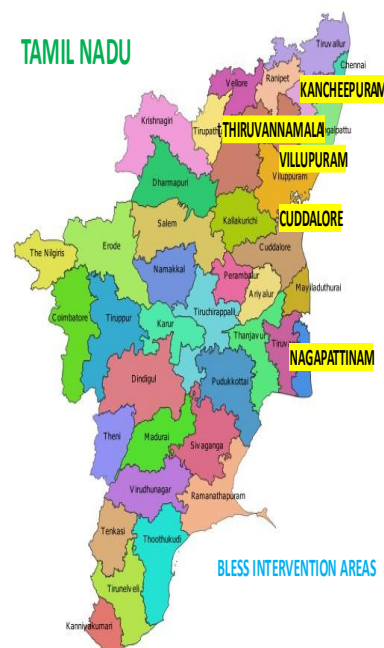 TAMIL NADU
Tiruvallur
Chennai
Vellore
Ranipet
KANCHEEPURAM
Krishnagiri
Tirupath
THIRUVANNAMALAI
galpattu
VILLUPURAM
Dharmapuri
Viluppuram
Kallakurichi
CUDDALORE
Salem
Cuddalore
The Nilgiris
Erode
Namakkal
Perambalur
Ariyalur
Mayiladuthurai
Coimbatore
Tiruppur
Karur
Tiruchirappalli
Thanjavur
Tiruv
NAGAPATTINAM
Dindigul
Pudukkottai
Theni
Madurai
Sivaganga
Virudhunagar
Ramanathapuram
Tenkasi
Thoothukudi
BLESS INTERVENTION AREAS
Tirunelveli
Kanniyakumari